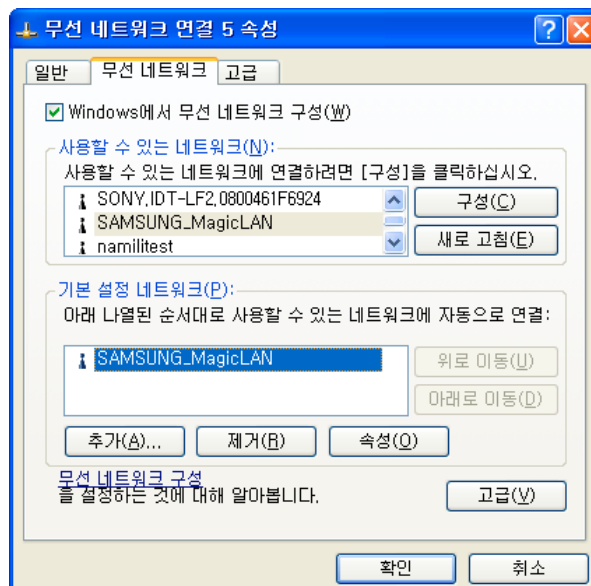 무선 네트워크 연결 5 속성
일반 무선 네트워크 고급
Windows에서 무선 네트워크 구성(W)
사용할 수 있는 네트워크(N):
사용할 수 있는 네트워크에 연결하려면 [구성]을 클릭하십시오.
SONY,IDT-LF2,0800461F6924
구성(C)
SAMSUNG_MagicLAN
새로 고침(E)
namilitest
기본 설정 네트워크(P):
아래 나열된 순서대로 사용할 수 있는 네트워크에 자동으로 연결:
SAMSUNG_MagicLAN
위로 이동(U)
아래로 이동(D)
추가(A)... 제거(R) 속성(O)
무선 네트워크 구성
을 설정하는 것에 대해 알아봅니다.
고급(V)
확인 취소